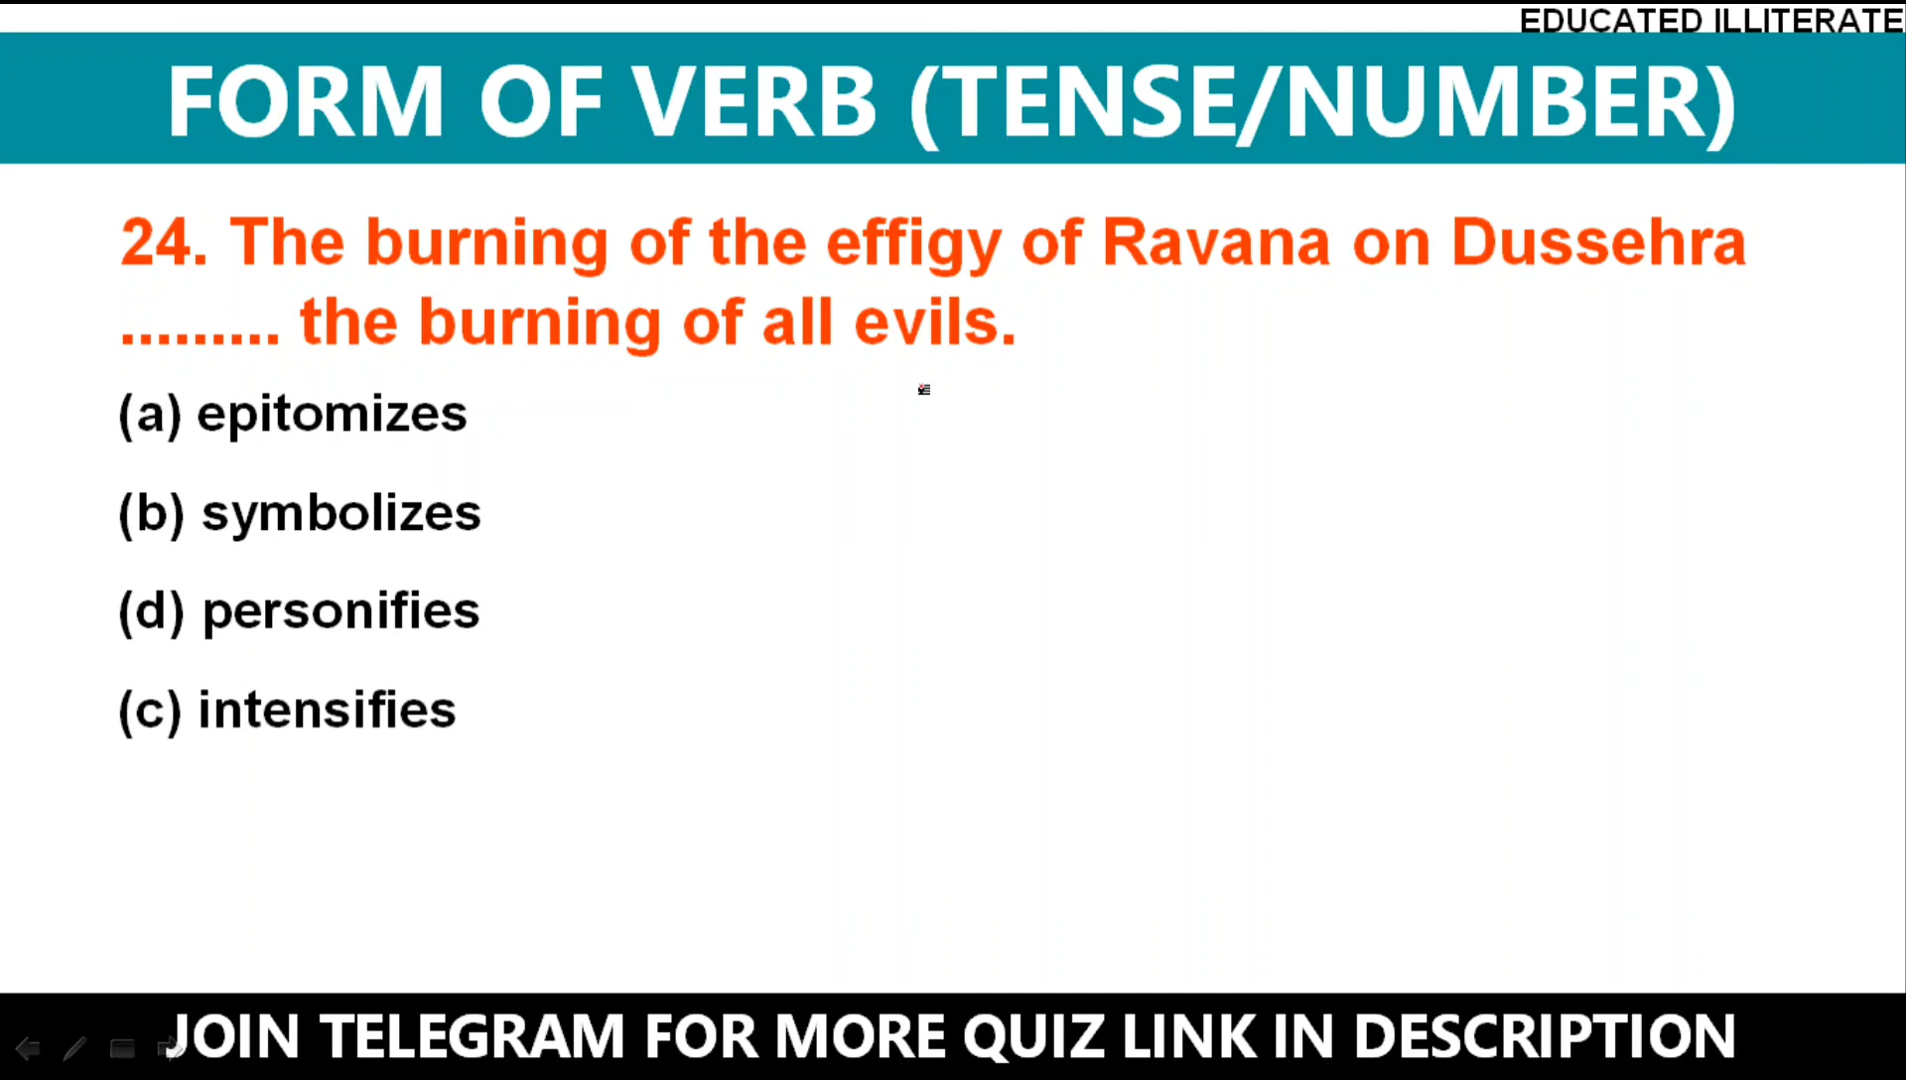 EDUCATED ILLITERATE
FORM OF VERB (TENSE/NUMBER)
24. The burning of the effigy of Ravana on Dussehra
......... the burning of all evils.
(a) epitomizes
(b) symbolizes
(d) personifies
(c) intensifies
JOIN TELEGRAM FOR MORE QUIZ LINK IN DESCRIPTION